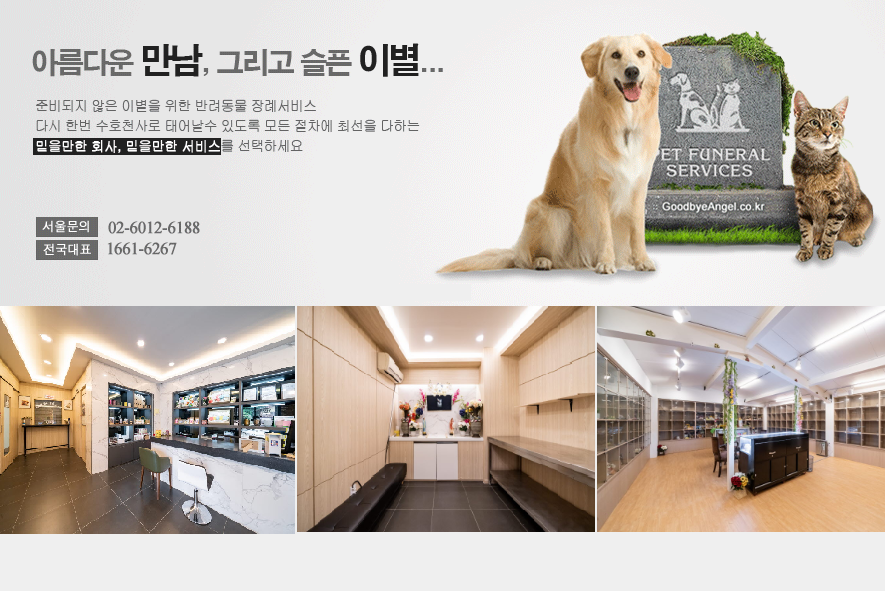 아름다운 만남, 그리고 슬픈 이별...
준비되지 않은 이별을 위한 반려동물 장례서비스
다시 한번 수호천사로 태어날수 있도록 모든 절차에 최선을 다하는
믿을만한 회사, 믿을만한 서비스를 선택하세요
서울문의 02-6012-6188
전국대표 1661-6267
PET FUNERAL
SERVICES
:: GoodbyeAngel.co.kr